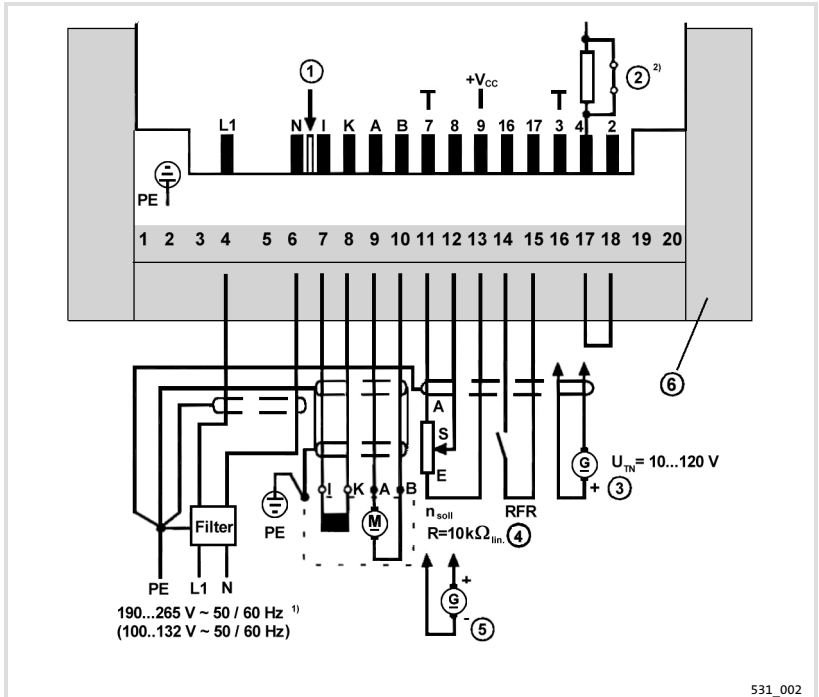 1
2 2)
+VCC
L1 N I K A B 7 8 9 16 17 3 4 2
PE
1 2 3 4 5 6 7 8 9 10 11 12 13 14 15 16 17 18 19 20
6
A
S
E
I K A B
G
UTN= 10...120 V
+ 3
PE
M
nsoll
RFR
R=10kΩlin. 4
Filter
PE L1 N
190...265 V ~ 50 / 60 Hz 1)
(100..132 V ~ 50 / 60 Hz)
+
G
- 5
531_002